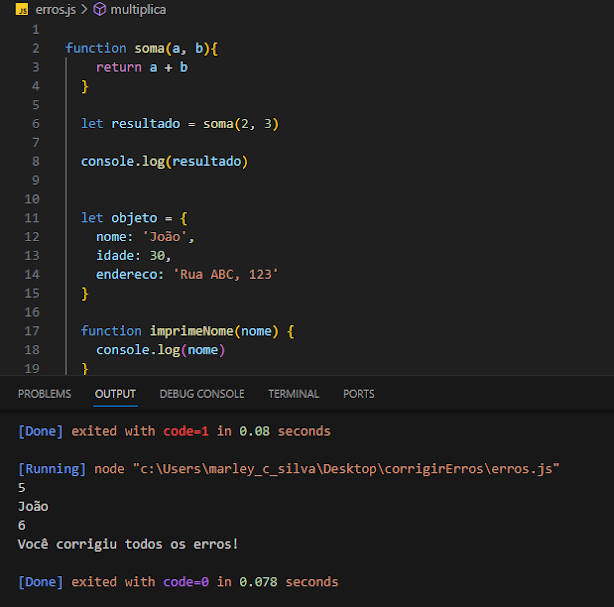 JS erros.js > multiplica
1
2 function soma(a, b){
3 return a + b
4 }
5
6 let resultado = soma(2, 3)
7
8 console.log(resultado)
9
10
11 let objeto = {
12 nome: 'João',
13 idade: 30,
14 endereco: 'Rua ABC, 123'
15 }
16
17 function imprimeNome(nome) {
18 console.log(nome)
19 }
PROBLEMS OUTPUT DEBUG CONSOLE TERMINAL PORTS
[Done] exited with code=1 in 0.08 seconds
[Running] node "c:\Users\marley_c_silva\Desktop\corrigirErros\erros.js"
5
João
6
Você corrigiu todos os erros!
[Done] exited with code=0 in 0.078 seconds